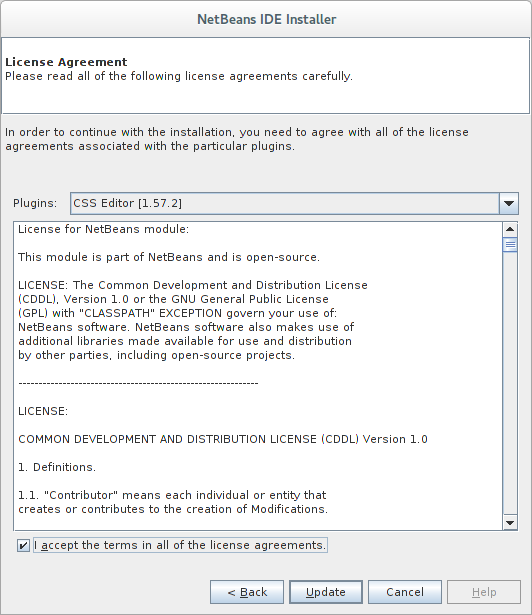 NetBeans IDE Installer
License Agreement
Please read all of the following license agreements carefully.
In order to continue with the installation, you need to agree with all of the license
agreements associated with the particular plugins.
Plugins: CSS Editor [1.57.2]
License for NetBeans module:
This module is part of NetBeans and is open-source.
LICENSE: The Common Development and Distribution License
(CDDL), Version 1.0 or the GNU General Public License
(GPL) with "CLASSPATH" EXCEPTION govern your use of:
NetBeans software. NetBeans software also makes use of
additional libraries made available for use and distribution
by other parties, including open-source projects.
------------------------------------------------------------
LICENSE:
COMMON DEVELOPMENT AND DISTRIBUTION LICENSE (CDDL) Version 1.0
1. Definitions.
1.1. "Contributor" means each individual or entity that
creates or contributes to the creation of Modifications.
I accept the terms in all of the license agreements.
< Back Update Cancel Help